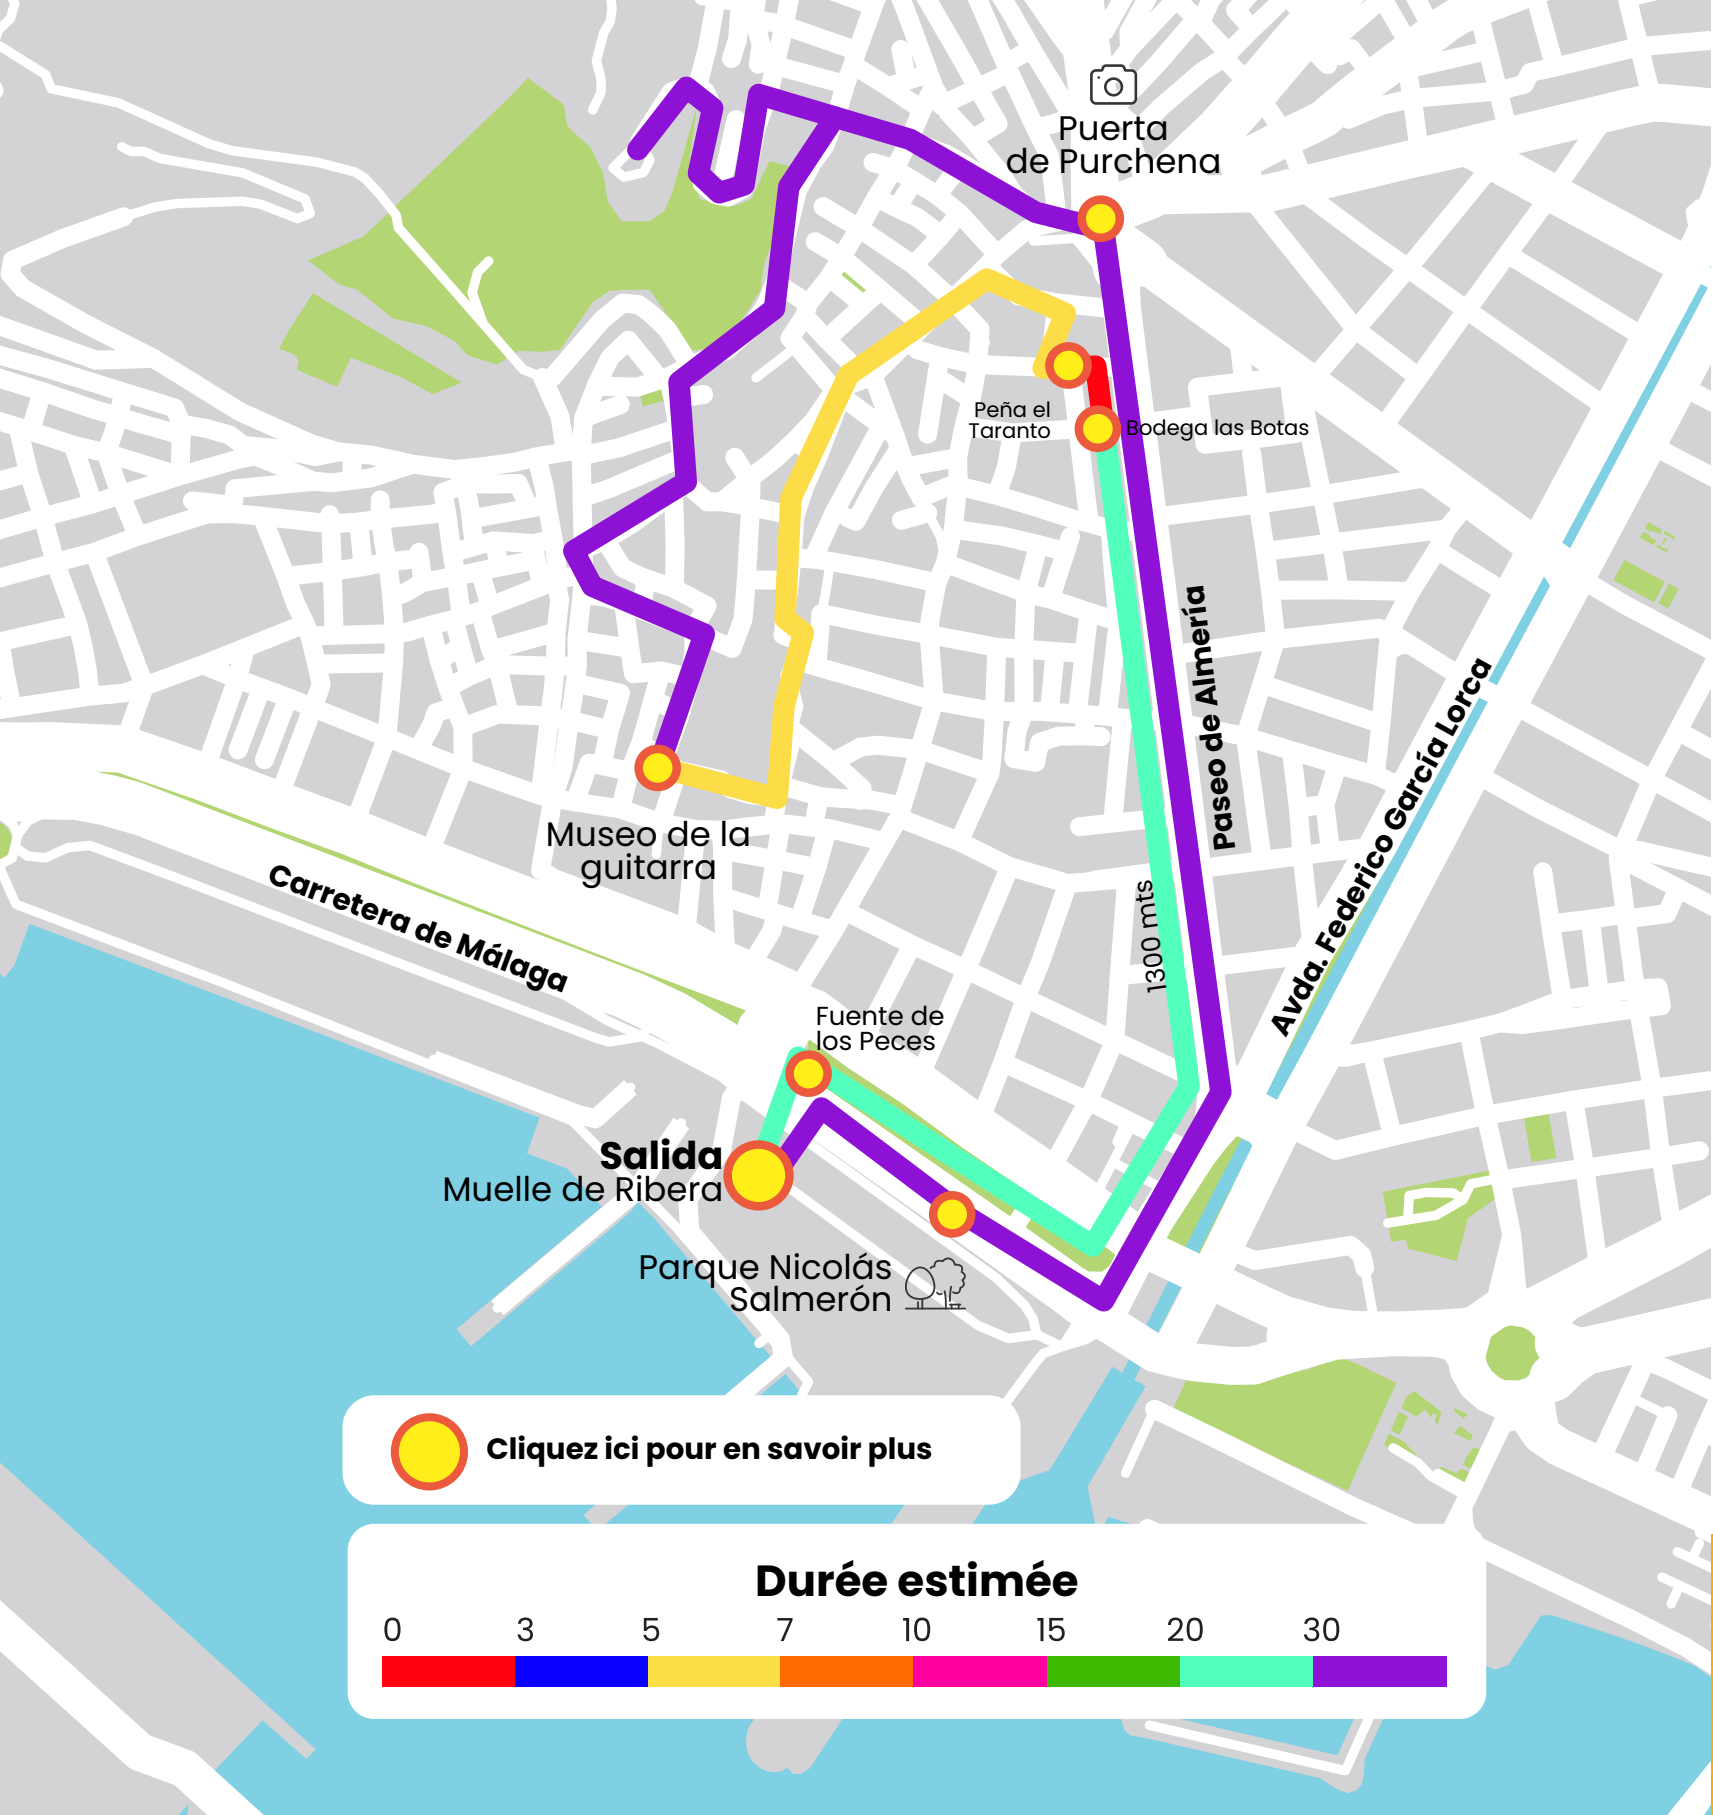 Puerta
de Purchena
Peña el
Taranto
Bodega las Botas
Paseo de Almería
Avda. Federico García Lorca
1300 mts
Museo de la
guitarra
Carretera de Málaga
Fuente de
los Peces
Salida
Muelle de Ribera
Parque Nicolás
Salmerón
Cliquez ici pour en savoir plus
Durée estimée
0 3 5 7 10 15 20 30